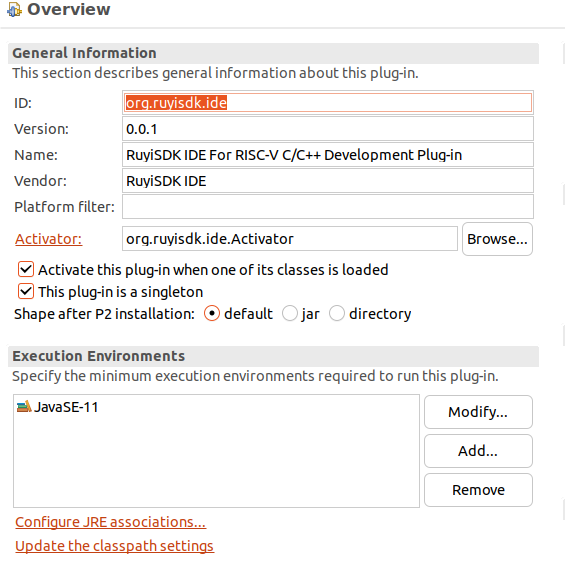 Overview
General Information
This section describes general information about this plug-in.
ID: org.ruyisdk.ide
Version: 0.0.1
Name: RuyiSDK IDE For RISC-V C/C++ Development Plug-in
Vendor: RuyiSDK IDE
Platform filter:
Activator: org.ruyisdk.ide.Activator Browse...
Activate this plug-in when one of its classes is loaded
This plug-in is a singleton
Shape after P2 installation: default jar directory
Execution Environments
Specify the minimum execution environments required to run this plug-in.
JavaSE-11
Modify...
Add...
Remove
Configure JRE associations...
Update the classpath settings